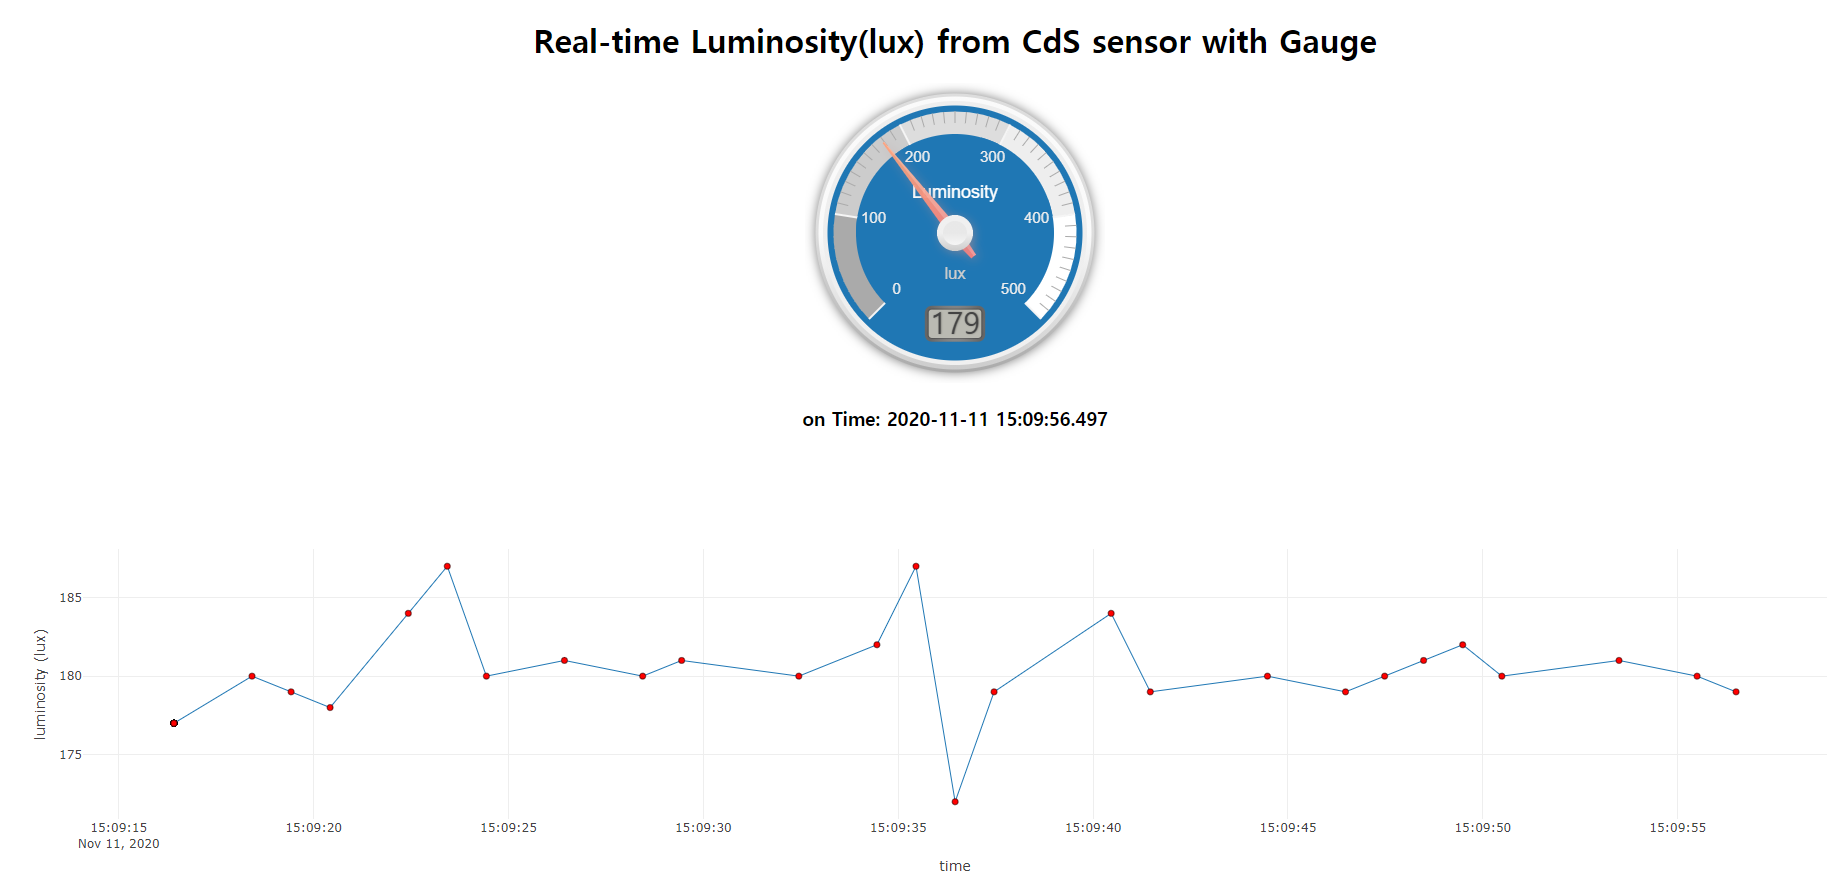 Real-time Luminosity(lux) from CdS sensor with Gauge
200 300
Luminosity
100 400
lux
0 500
179
on Time: 2020-11-11 15:09:56.497
185
180
175
luminosity (lux)
15:09:15 15:09:20 15:09:25 15:09:30 15:09:35 15:09:40 15:09:45 15:09:50 15:09:55
Nov 11, 2020
time